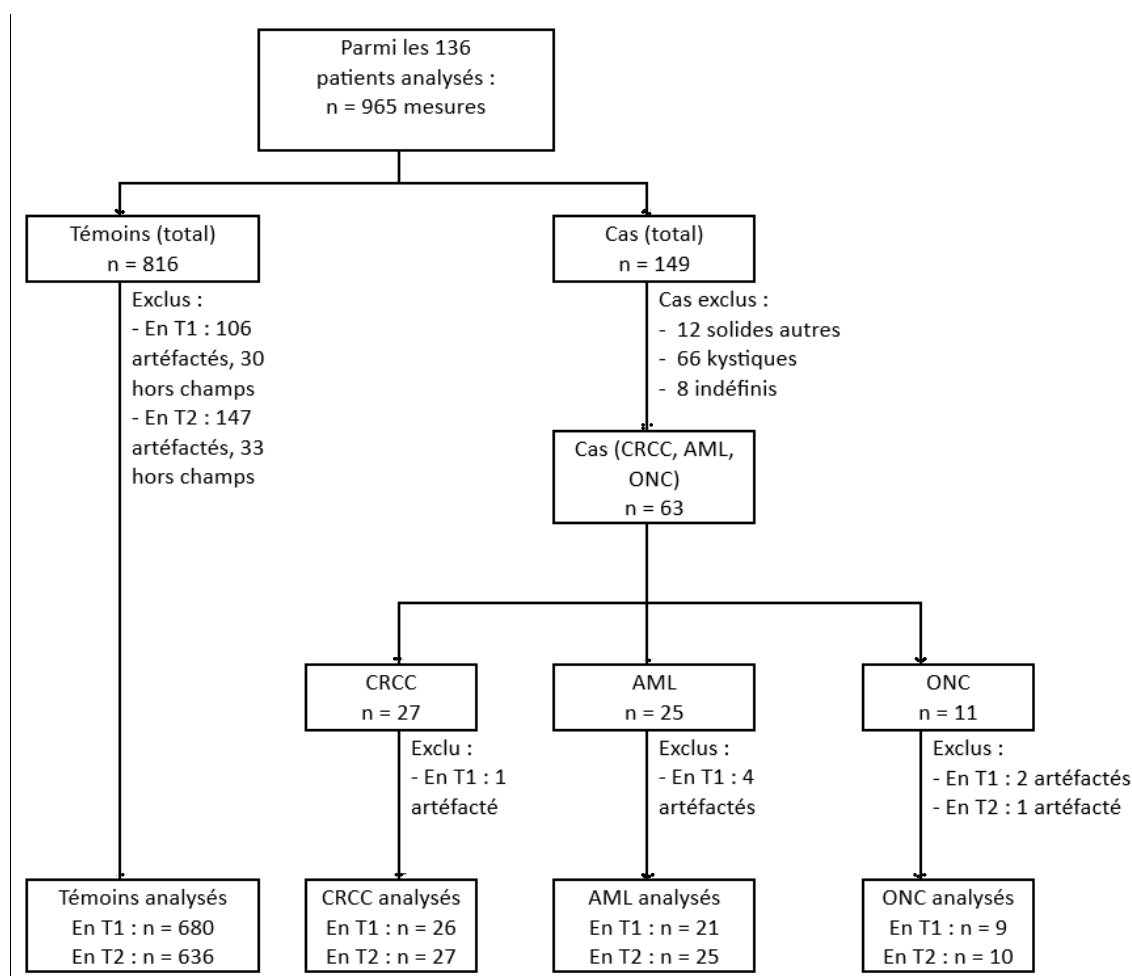 Parmi les 136
patients analysés :
n = 965 mesures
Témoins (total)
n = 816
Cas (total)
n = 149
Exclus :
- En T1 : 106
artéfactés, 30
hors champs
- En T2 : 147
artéfactés, 33
hors champs
Cas exclus :
- 12 solides autres
- 66 kystiques
- 8 indéfinis
Cas (CRCC, AML,
ONC)
n = 63
CRCC
n = 27
AML
n = 25
ONC
n = 11
Exclu :
- En T1 : 1
artéfacté
Exclus :
- En T1 : 4
artéfactés
Exclus :
- En T1 : 2 artéfactés
- En T2 : 1 artéfacté
Témoins analysés
En T1 : n = 680
En T2 : n = 636
CRCC analysés
En T1 : n = 26
En T2 : n = 27
AML analysés
En T1 : n = 21
En T2 : n = 25
ONC analysés
En T1 : n = 9
En T2 : n = 10